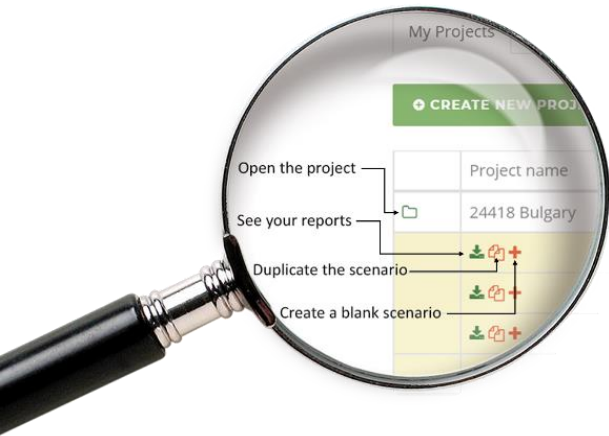 My Projects
CREATE NEW PROJ
Project name
Open the project
24418 Bulgary
See your reports
Duplicate the scenario
Create a blank scenario